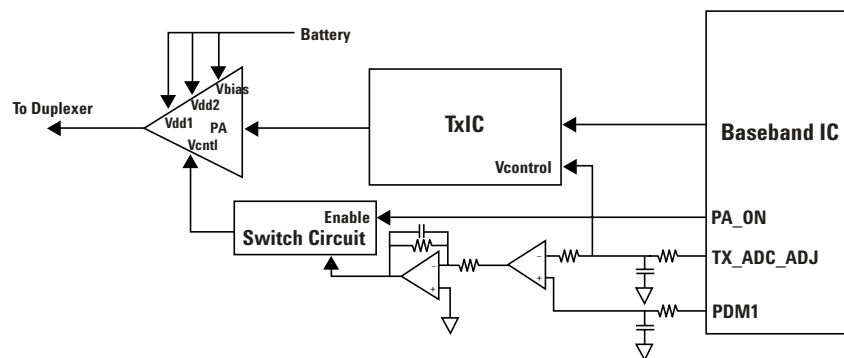 Battery
Vbias
Vdd2
Vdd1
To Duplexer
PA
Vcntl
TxIC
Vcontrol
Baseband IC
Enable
Switch Circuit
PA_ON
TX_ADC_ADJ
PDM1
−
+
−
+